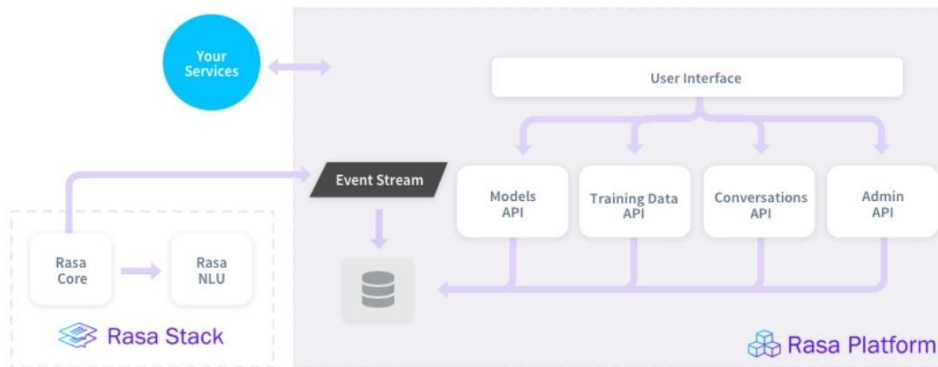 Your
Services
User Interface
Event Stream
Models
API
Training Data
API
Conversations
API
Admin
API
Rasa
Core
Rasa
NLU
Rasa Stack
Rasa Platform